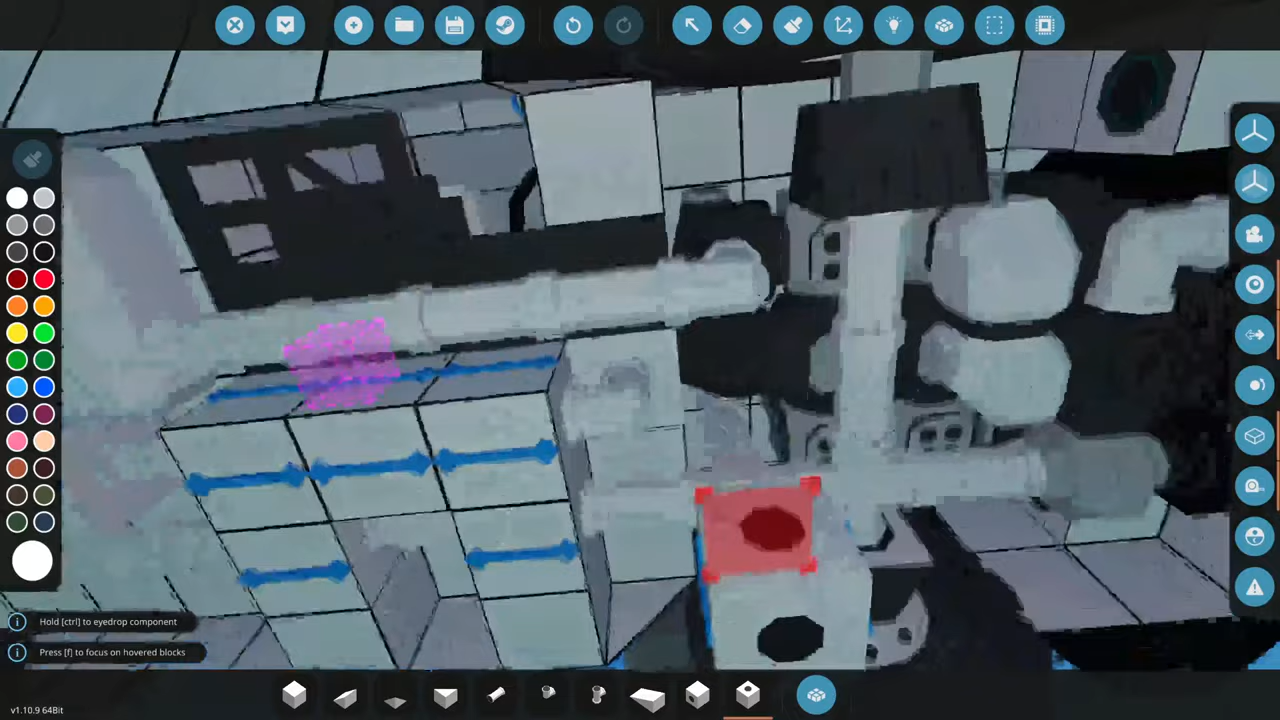 Hold [ctrl] to eyedrop component
Press [f] to focus on hovered blocks
v1.10.9 64Bit